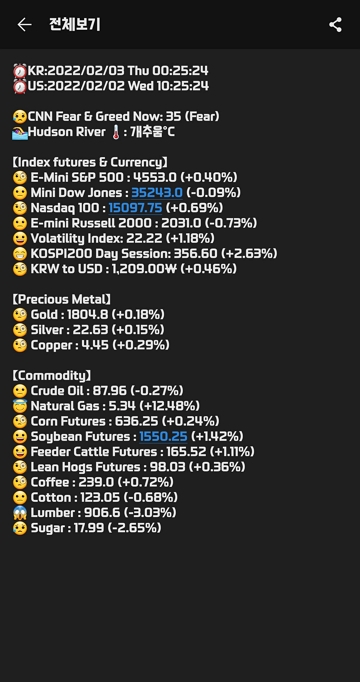 전체보기
⏰KR:2022/02/03 Thu 00:25:24
⏰US:2022/02/02 Wed 10:25:24
😥CNN Fear & Greed Now: 35 (Fear)
🏊Hudson River 🌡: 개추움°C
[Index futures & Currency]
🧐 E-Mini S&P 500 : 4553.0 (+0.40%)
😐 Mini Dow Jones : 35243.0 (-0.09%)
🧐 Nasdaq 100 : 15097.75 (+0.69%)
😐 E-mini Russell 2000 : 2031.0 (-0.73%)
😀 Volatility Index: 22.22 (+1.18%)
😁 KOSPI200 Day Session: 356.60 (+2.63%)
🧐 KRW to USD : 1,209.00₩ (+0.46%)
[Precious Metal]
🧐 Gold : 1804.8 (+0.18%)
🧐 Silver : 22.63 (+0.15%)
🧐 Copper : 4.45 (+0.29%)
[Commodity]
😐 Crude Oil : 87.96 (-0.27%)
😇 Natural Gas : 5.34 (+12.48%)
🧐 Corn Futures : 636.25 (+0.24%)
😀 Soybean Futures : 1550.25 (+1.42%)
😀 Feeder Cattle Futures : 165.52 (+1.11%)
🧐 Lean Hogs Futures : 98.03 (+0.36%)
🧐 Coffee : 239.0 (+0.72%)
😐 Cotton : 123.05 (-0.68%)
😱 Lumber : 906.6 (-3.03%)
😟 Sugar : 17.99 (-2.65%)